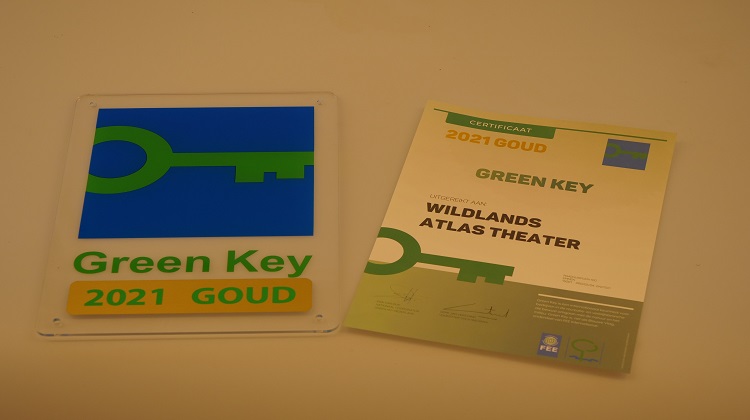 Green Key
2021 GOUD
CERTIFICAAT
2021 GOUD
GREEN KEY
UITGEREIKT AAN
WILDLANDS
ATLAS THEATER
FEE